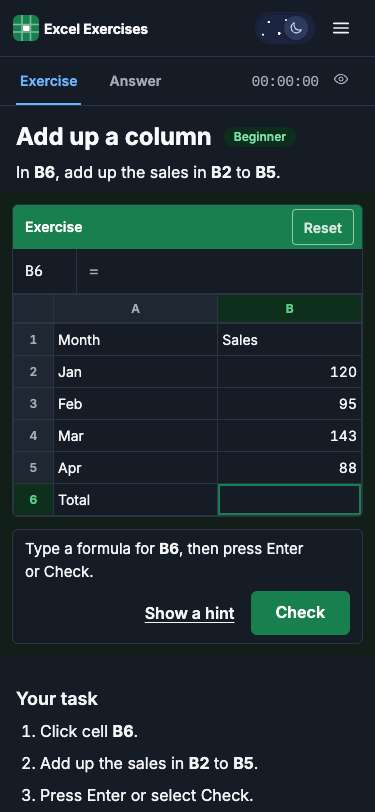 Excel Exercises
Exercise Answer 00:00:00
Add up a column Beginner
In B6, add up the sales in B2 to B5.
Exercise Reset
B6 =
A B
1 Month Sales
2 Jan 120
3 Feb 95
4 Mar 143
5 Apr 88
6 Total
Type a formula for B6, then press Enter
or Check.
Show a hint Check
Your task
1. Click cell B6.
2. Add up the sales in B2 to B5.
3. Press Enter or select Check.